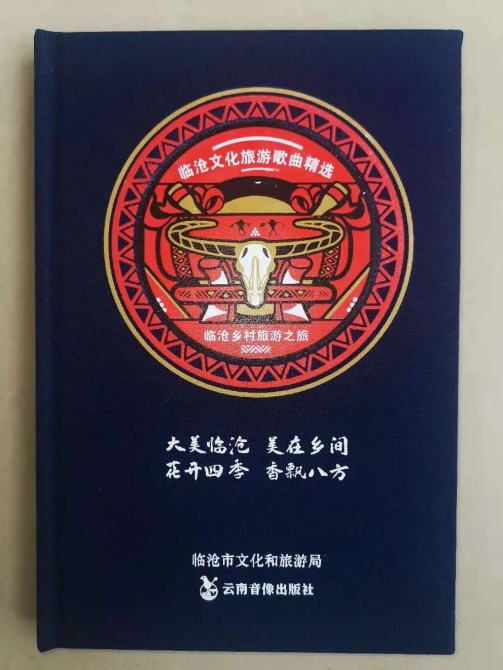 临沧文化旅游歌曲精选
临沧乡村旅游之旅
大美临沧 美在乡间
花开四季 香飘八方
临沧市文化和旅游局
云南音像出版社